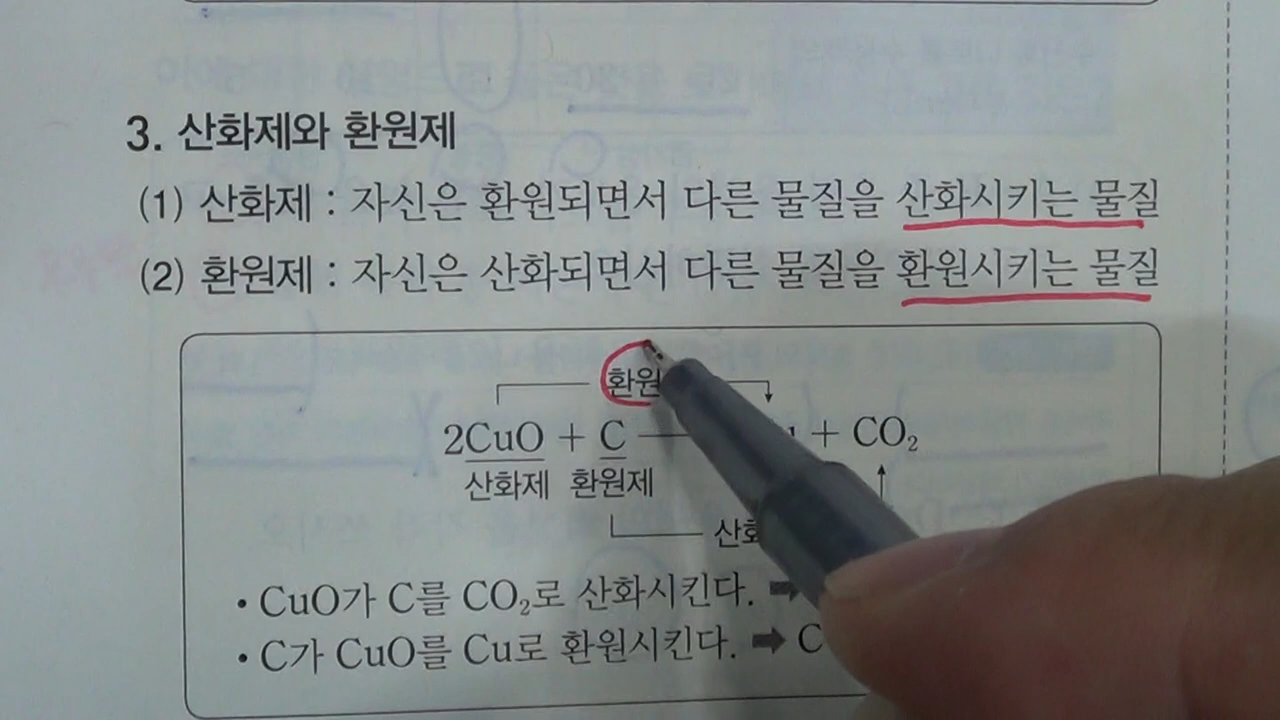 3. 산화제와 환원제
(1) 산화제 : 자신은 환원되면서 다른 물질을 산화시키는 물질
(2) 환원제 : 자신은 산화되면서 다른 물질을 환원시키는 물질
환원
2CuO + C + CO₂
산화제 환원제
산화
• CuO가 C를 CO₂로 산화시킨다. ➡
• C가 CuO를 Cu로 환원시킨다. ➡ C